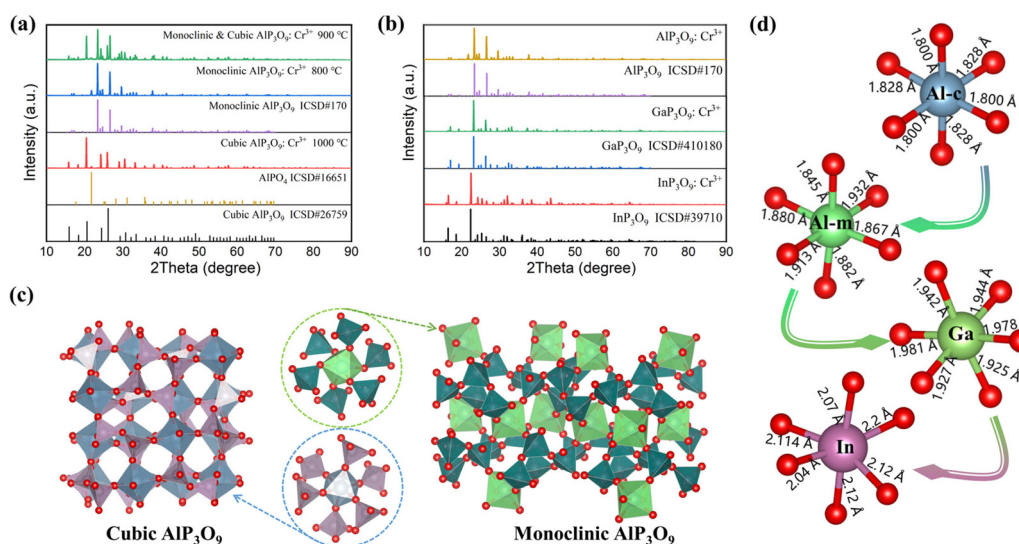 (a)
Intensity (a.u.)
Monoclinic & Cubic AlP₃O₉: Cr³⁺ 900 ℃
Monoclinic AlP₃O₉: Cr³⁺ 800 ℃
Monoclinic AlP₃O₉ ICSD#170
Cubic AlP₃O₉: Cr³⁺ 1000 ℃
AlPO₄ ICSD#16651
Cubic AlP₃O₉ ICSD#26759
10 20 30 40 50 60 70 80 90
2Theta (degree)
(b)
Intensity (a.u.)
AlP₃O₉: Cr³⁺
AlP₃O₉ ICSD#170
GaP₃O₉: Cr³⁺
GaP₃O₉ ICSD#410180
InP₃O₉: Cr³⁺
InP₃O₉ ICSD#39710
10 20 30 40 50 60 70 80 90
2Theta (degree)
(c)
Cubic AlP₃O₉
Monoclinic AlP₃O₉
(d)
1.800 Å
1.828 Å
1.828 Å
Al-c
1.800 Å
1.800 Å
1.828 Å
1.845 Å
1.932 Å
1.880 Å
Al-m
1.867 Å
1.913 Å
1.882 Å
1.942 Å
1.944 Å
Ga
1.978
1.981 Å
1.925 Å
1.927 Å
2.07 Å
2.2 Å
2.114 Å
In
2.04 Å
2.12 Å
2.12 Å